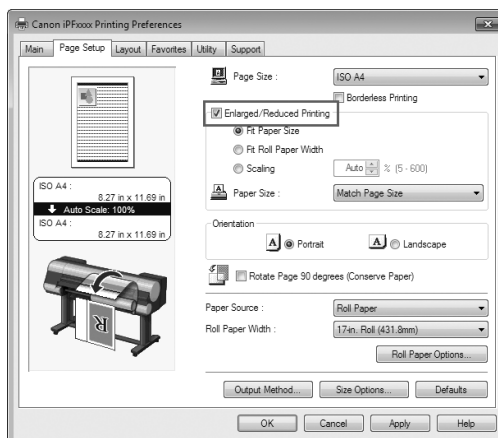 Canon iPFxxxx Printing Preferences
Main Page Setup Layout Favorites Utility Support
Page Size : ISO A4
Borderless Printing
Enlarged/Reduced Printing
Fit Paper Size
Fit Roll Paper Width
Scaling Auto % (5 - 600)
Paper Size : Match Page Size
ISO A4 :
8.27 in x 11.69 in
Auto Scale: 100%
ISO A4 :
8.27 in x 11.69 in
Orientation
A Portrait A Landscape
Rotate Page 90 degrees (Conserve Paper)
R
Paper Source : Roll Paper
Roll Paper Width : 17-in. Roll (431.8mm)
Roll Paper Options...
Output Method... Size Options... Defaults
OK Cancel Apply Help